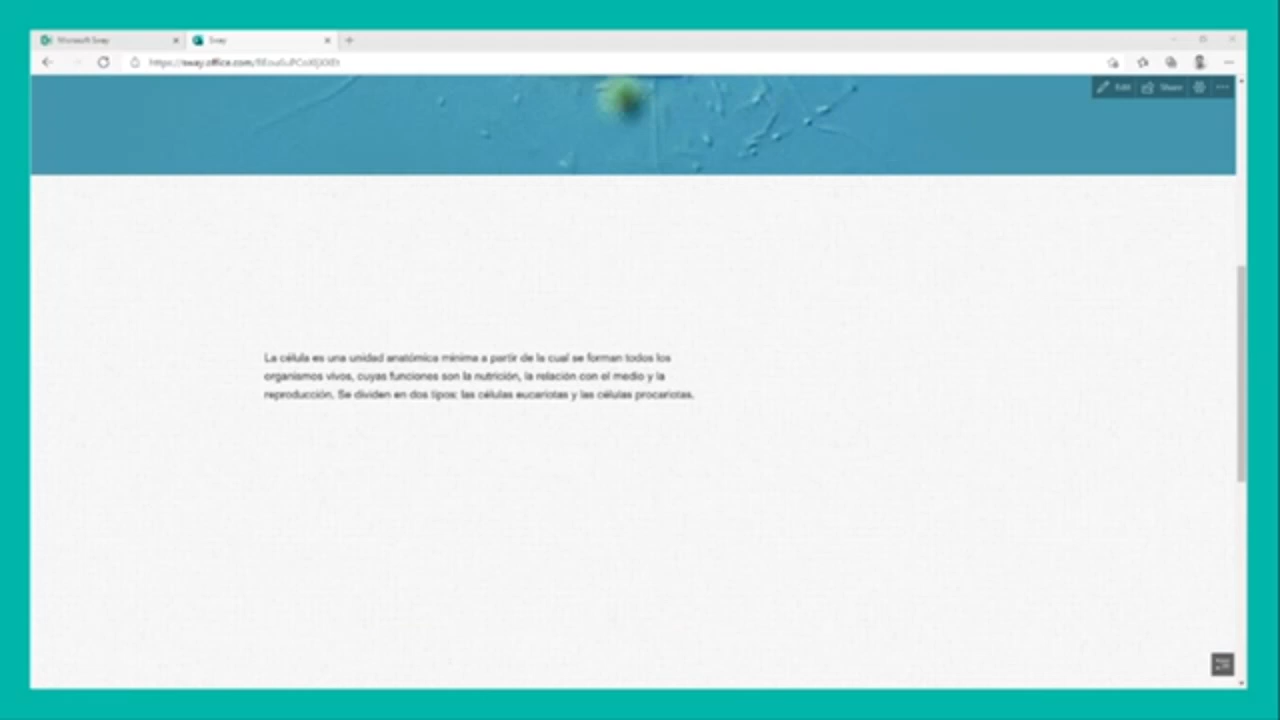 Microsoft Sway
Sway
Edit
Share
La célula es una unidad anatómica mínima a partir de la cual se forman todos los
organismos vivos, cuyas funciones son la nutrición, la relación con el medio y la
reproducción. Se dividen en dos tipos: las células eucariotas y las células procariotas.